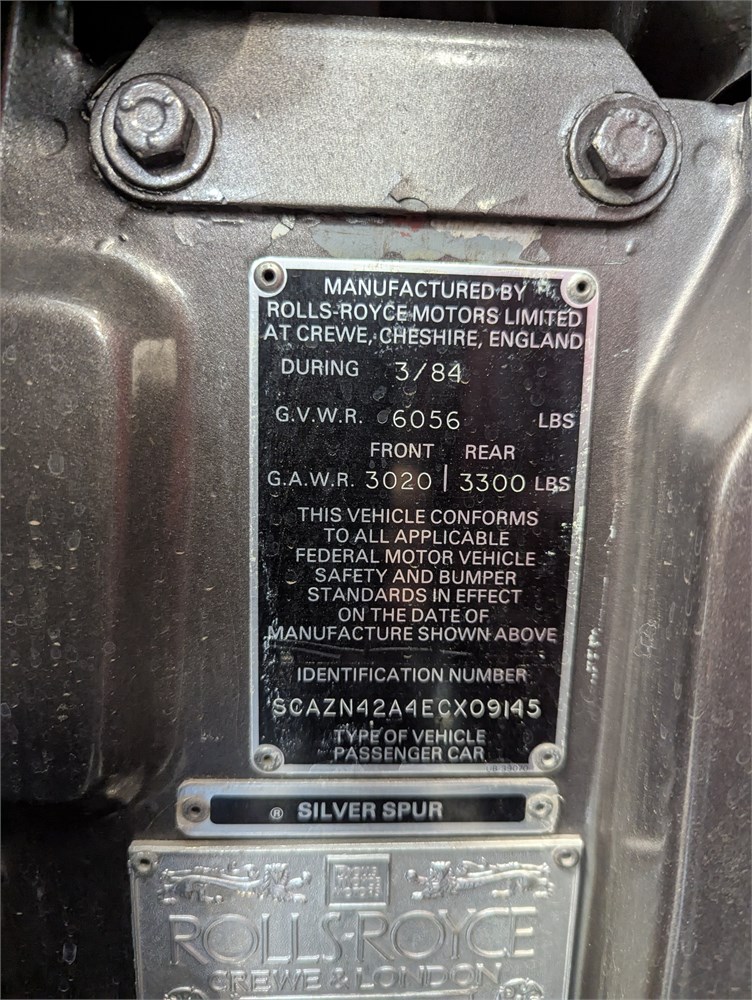 MANUFACTURED BY
ROLLS-ROYCE MOTORS LIMITED
AT CREWE, CHESHIRE, ENGLAND
DURING 3/84
G.V.W.R. 6056 LBS
FRONT REAR
G.A.W.R. 3020 | 3300 LBS
THIS VEHICLE CONFORMS
TO ALL APPLICABLE
FEDERAL MOTOR VEHICLE
SAFETY AND BUMPER
STANDARDS IN EFFECT
ON THE DATE OF
MANUFACTURE SHOWN ABOVE
IDENTIFICATION NUMBER
SCAZN42A4ECX09145
TYPE OF VEHICLE
PASSENGER CAR
® SILVER SPUR
ROLLS-ROYCE
CREWE & LONDON